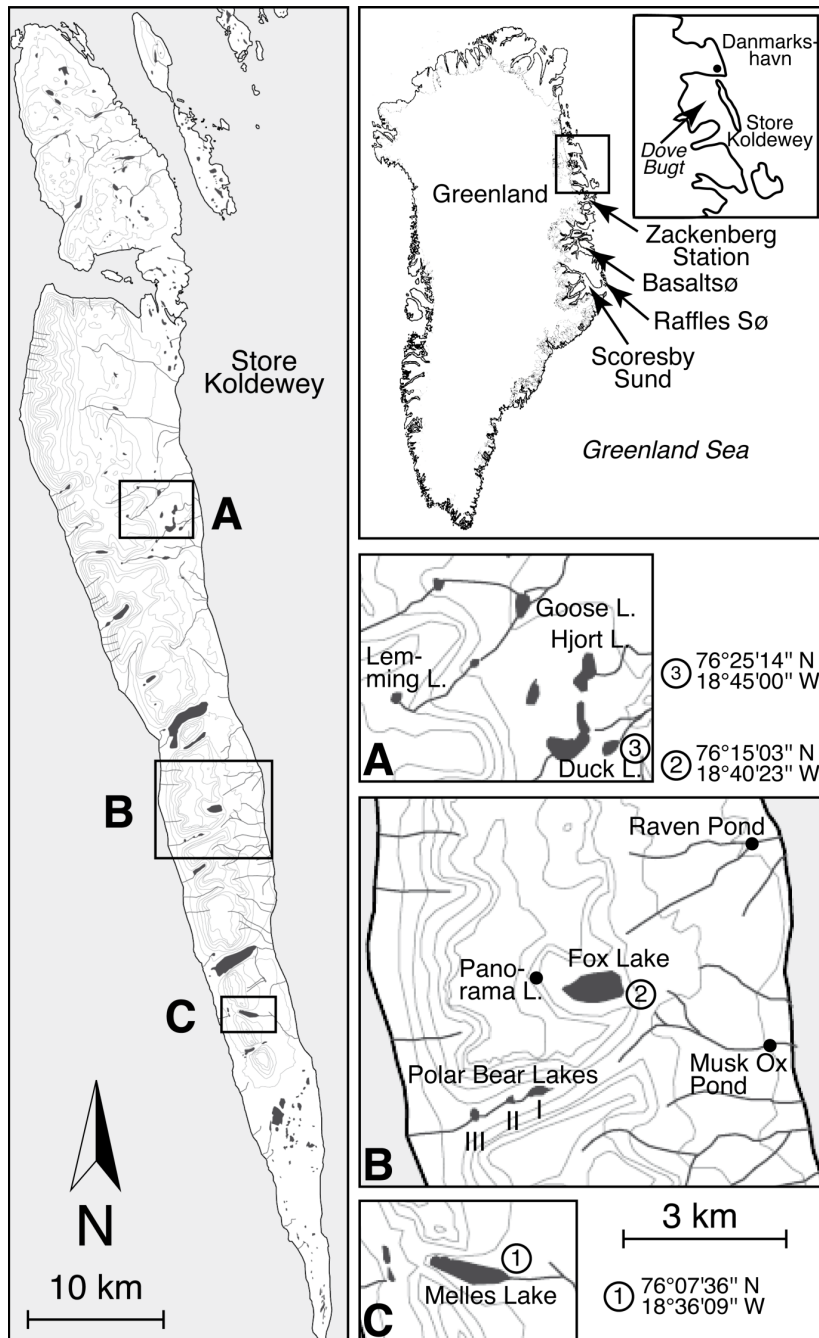 Store
Koldewey
A
B
C
N
10 km
Danmarks-
havn
Dove
Bugt
Store
Koldewey
Greenland
Zackenberg
Station
Basaltsø
Raffles Sø
Scoresby
Sund
Greenland Sea
Goose L.
Hjort L.
Lem-
ming L.
Duck L.
3
A
3 76°25'14" N
18°45'00" W
2 76°15'03" N
18°40'23" W
Raven Pond
Fox Lake
Pano-
rama L.
2
Musk Ox
Pond
Polar Bear Lakes
I
II
III
B
3 km
1
Melles Lake
C
1 76°07'36" N
18°36'09" W